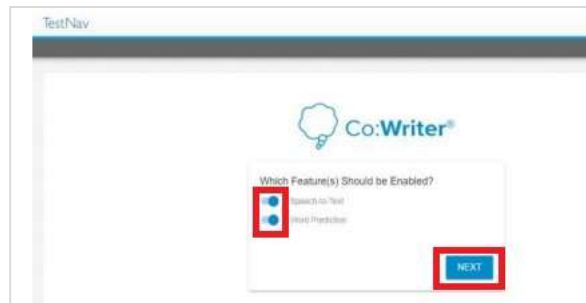 TestNav
Co:Writer®
Which Feature(s) Should be Enabled?
Speech-to-Text
Word Prediction
NEXT